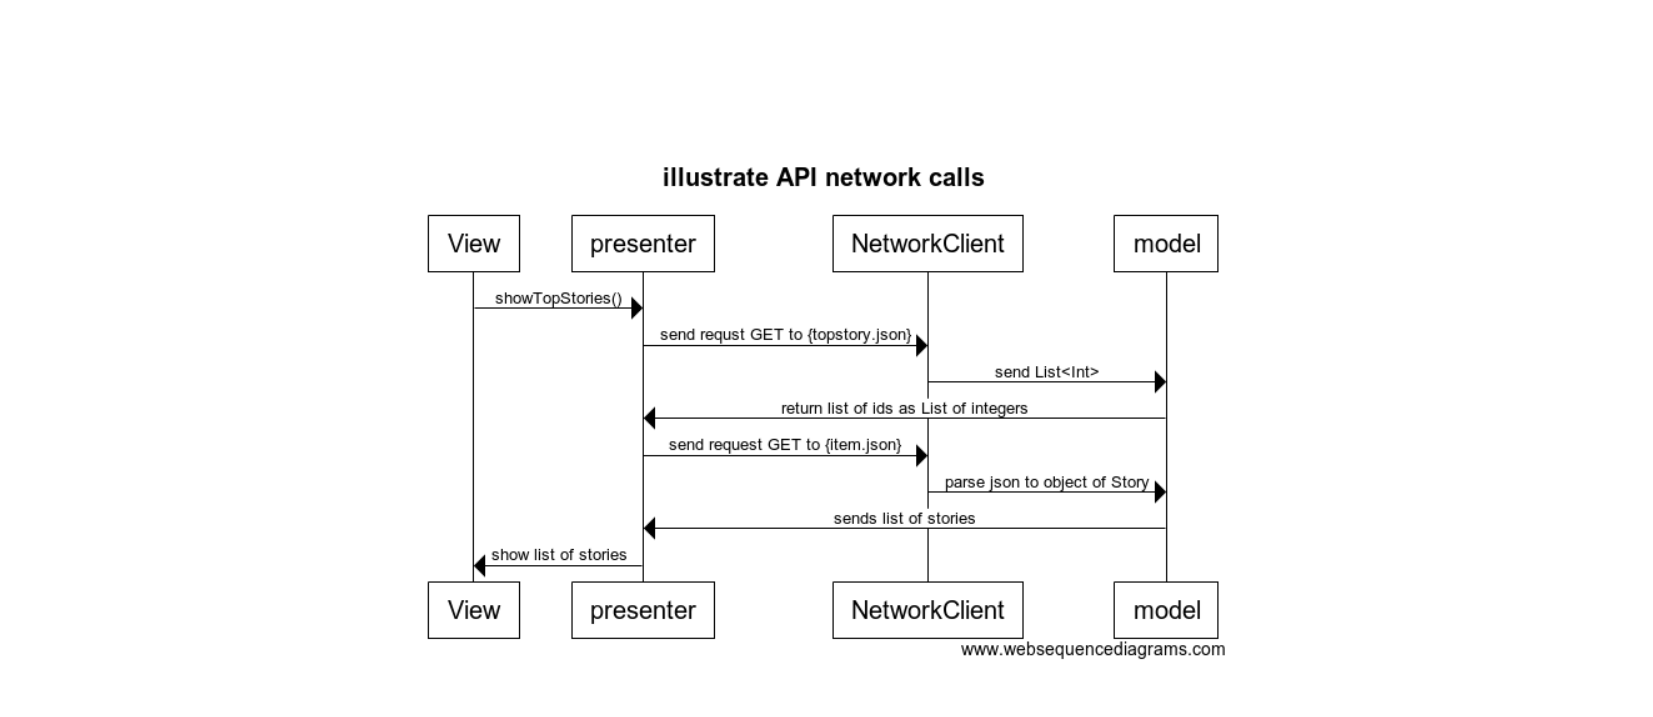 illustrate API network calls
View presenter NetworkClient model
showTopStories()
send requst GET to {topstory.json}
send List<Int>
return list of ids as List of integers
send request GET to {item.json}
parse json to object of Story
sends list of stories
show list of stories
View presenter NetworkClient model
www.websequencediagrams.com